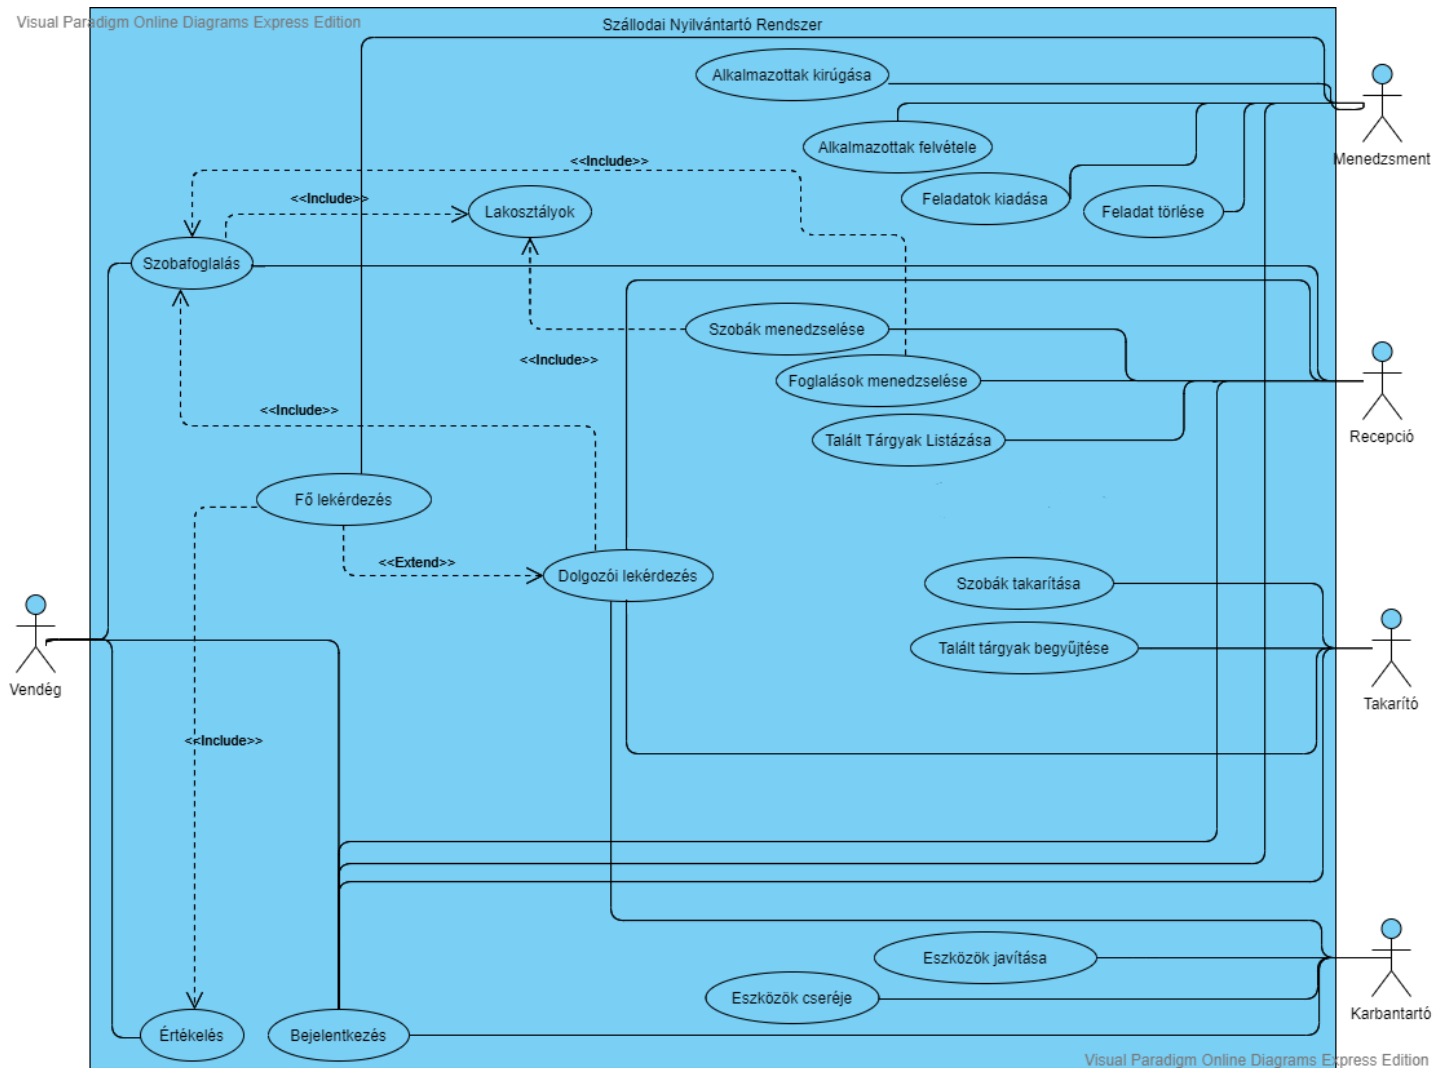 Visual Paradigm Online Diagrams Express Edition
Szállodai Nyilvántartó Rendszer
Alkalmazottak kirúgása
Alkalmazottak felvétele
Menedzsment
<<Include>>
<<Include>>
Feladatok kiadása
Lakosztályok
Feladat törlése
Szobafoglalás
Szobák menedzselése
<<Include>>
Foglalások menedzselése
<<Include>>
Recepció
Talált Tárgyak Listázása
Fő lekérdezés
<<Extend>>
Dolgozói lekérdezés
Szobák takarítása
Talált tárgyak begyűjtése
Vendég
Takarító
<<Include>>
Eszközök javítása
Eszközök cseréje
Karbantartó
Értékelés
Bejelentkezés
Visual Paradigm Online Diagrams Express Edition